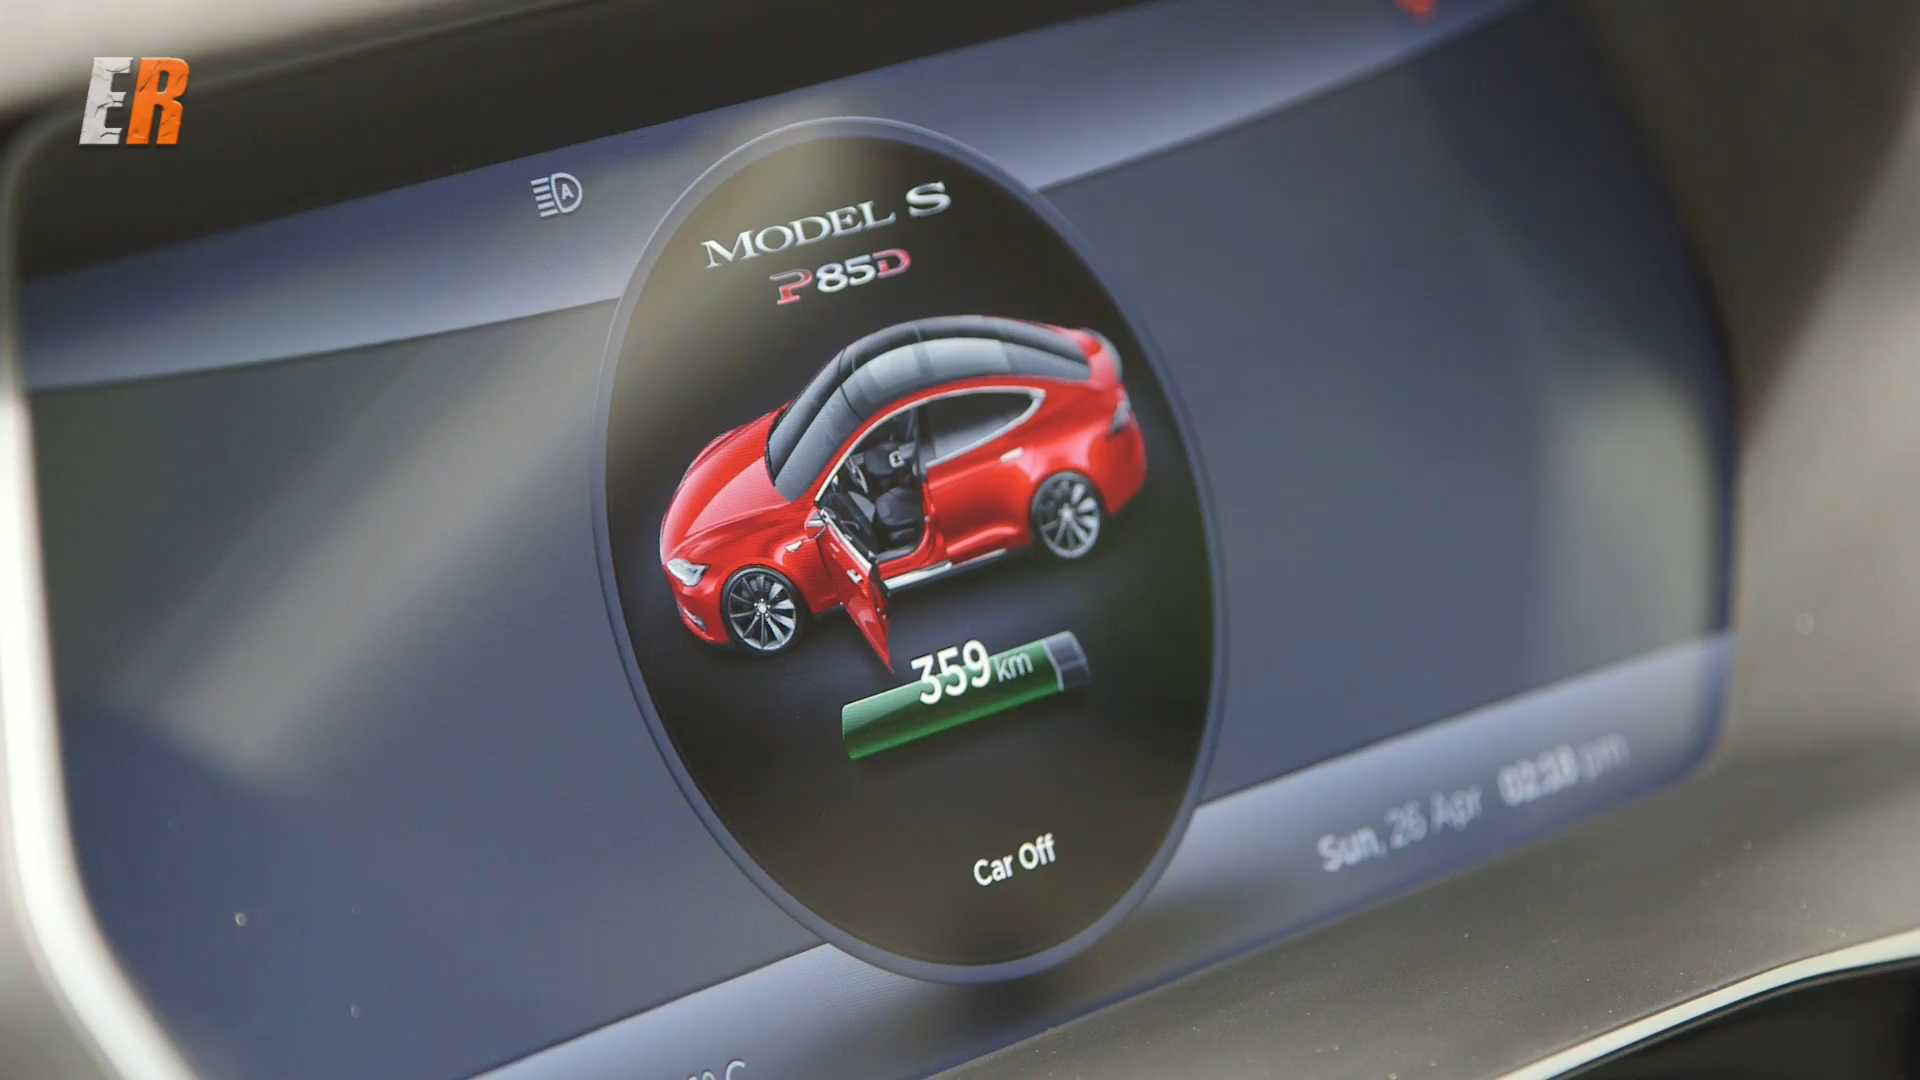 ER
A
MODEL S
P85D
359 km
Car Off
Sun, 26 Apr
° C